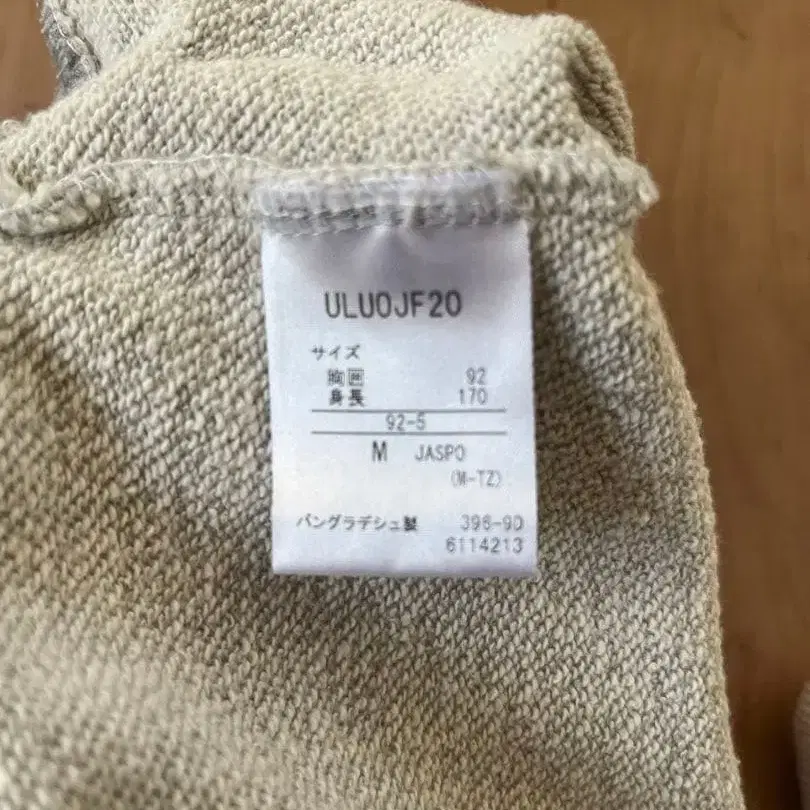 ULUOJF20
サイズ
胸囲 92
身長 170
92-5
M JASPO
(M-TZ)
バングラデシュ製 396-90
6114213